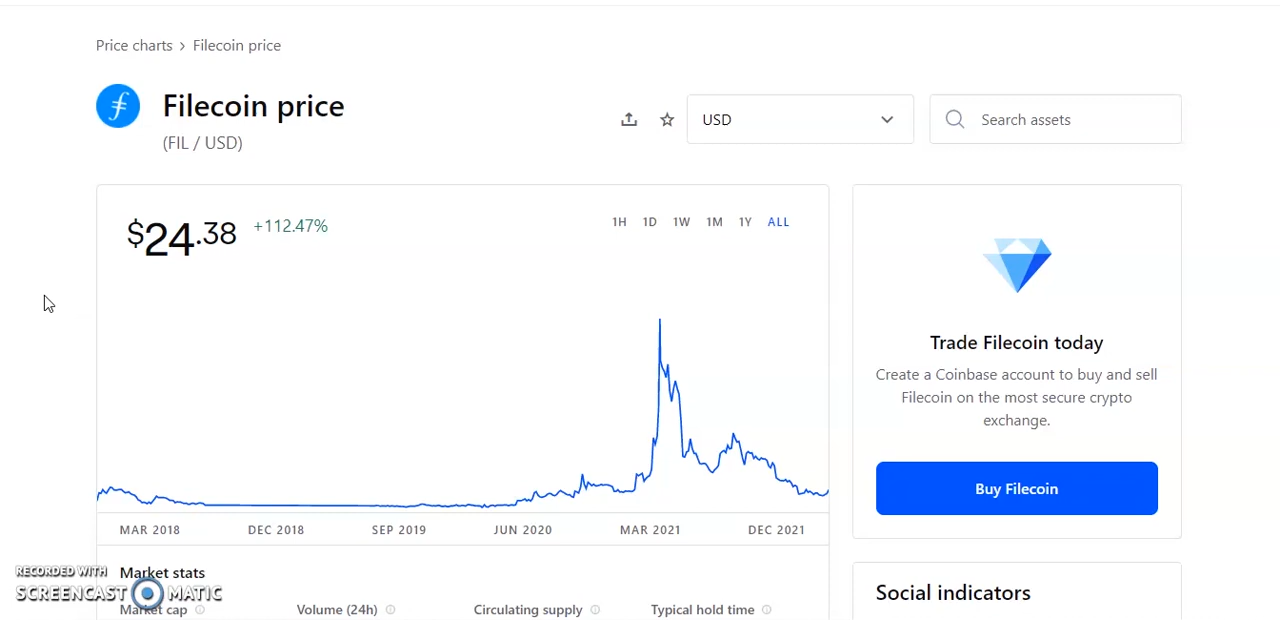 Price charts › Filecoin price
Filecoin price
(FIL / USD)
USD
Search assets
$24.38 +112.47%
1H 1D 1W 1M 1Y ALL
MAR 2018 DEC 2018 SEP 2019 JUN 2020 MAR 2021 DEC 2021
Market stats
Market cap Volume (24h) Circulating supply Typical hold time
Trade Filecoin today
Create a Coinbase account to buy and sell
Filecoin on the most secure crypto
exchange.
Buy Filecoin
Social indicators
RECORDED WITH
SCREENCAST MATIC